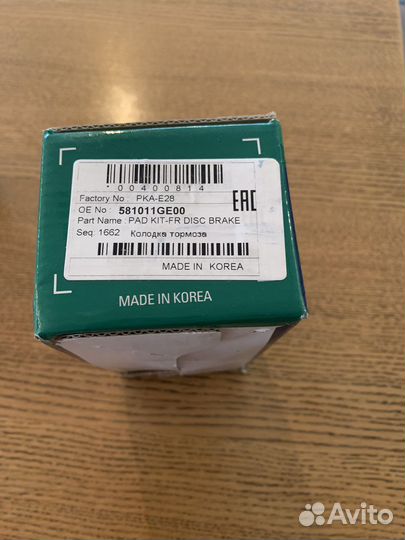 *00400814
Factory No : PKA-E28
EAC
OE No : 581011GE00
Part Name : PAD KIT-FR DISC BRAKE
Seq. 1662 Колодка тормоза
MADE IN KOREA
MADE IN KOREA
Avito